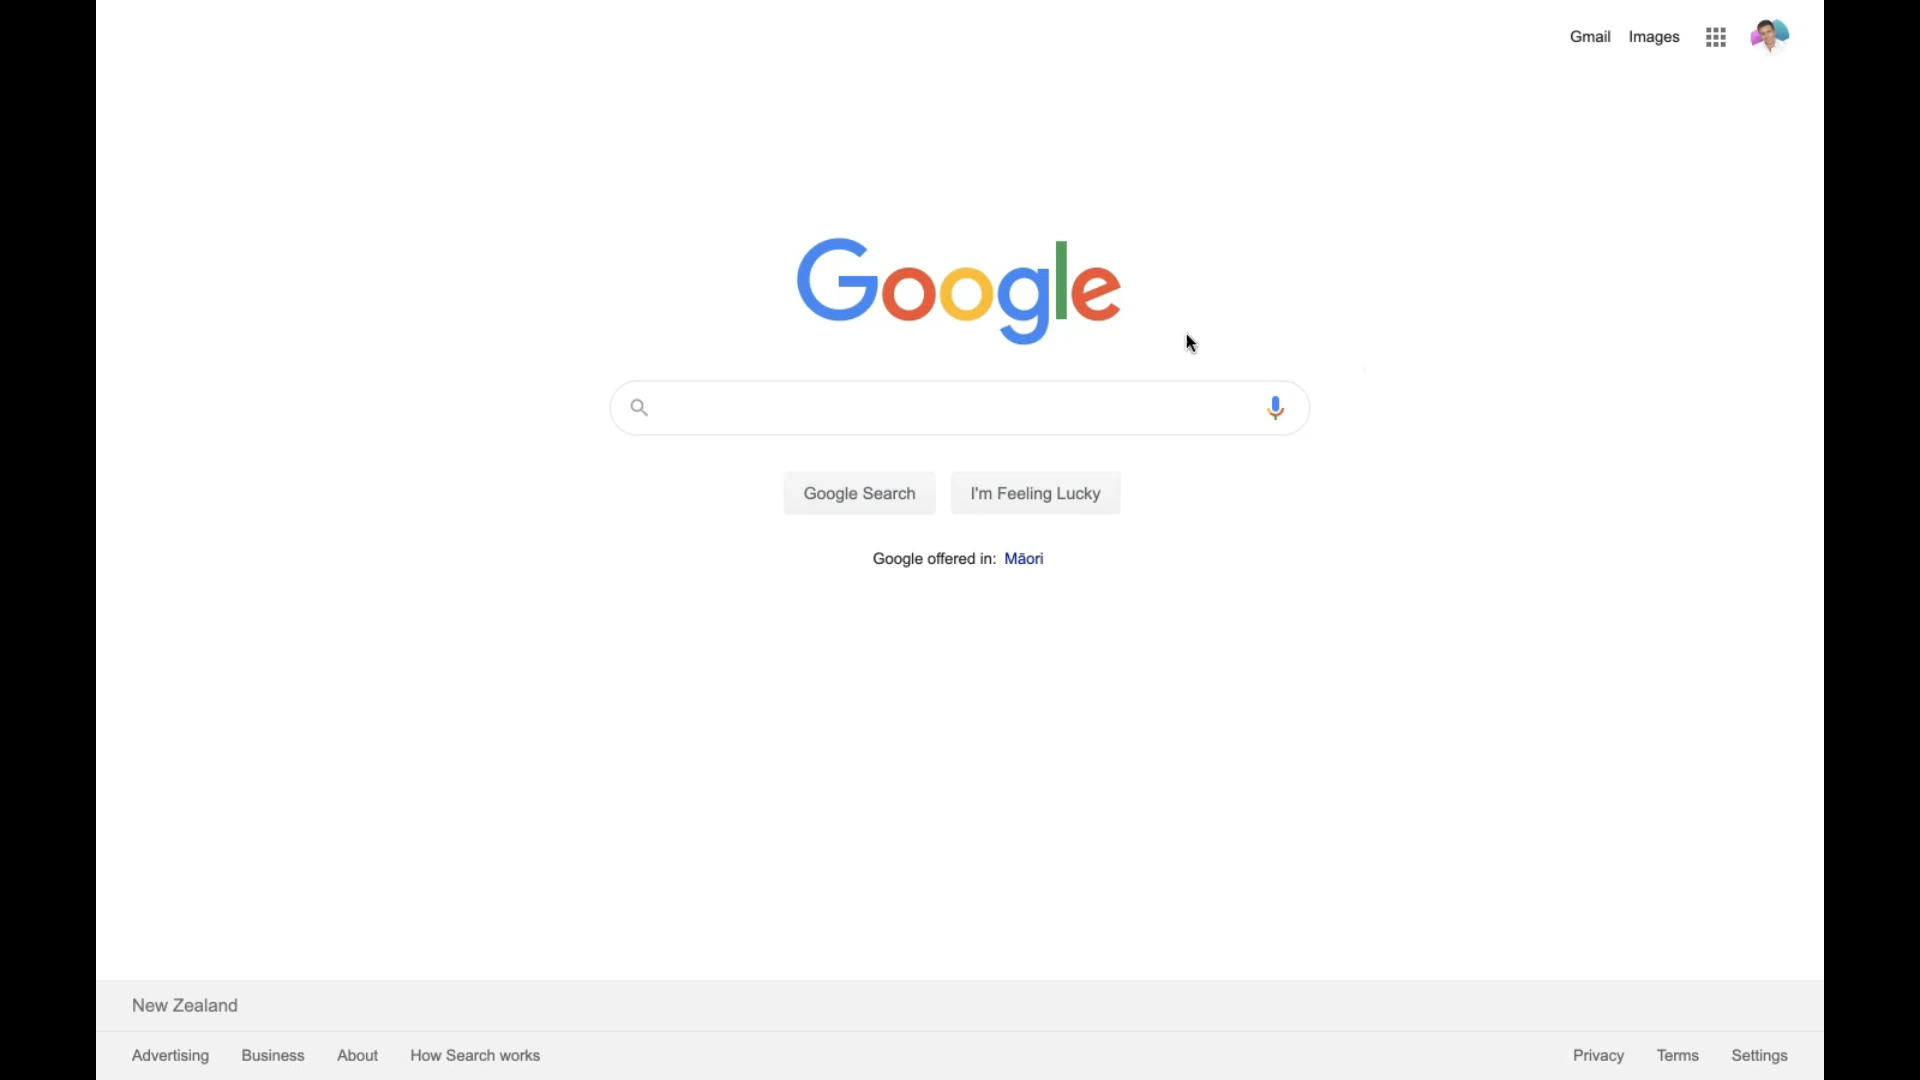 Gmail Images
Google
Google Search I'm Feeling Lucky
Google offered in: Māori
New Zealand
Advertising Business About How Search works Privacy Terms Settings